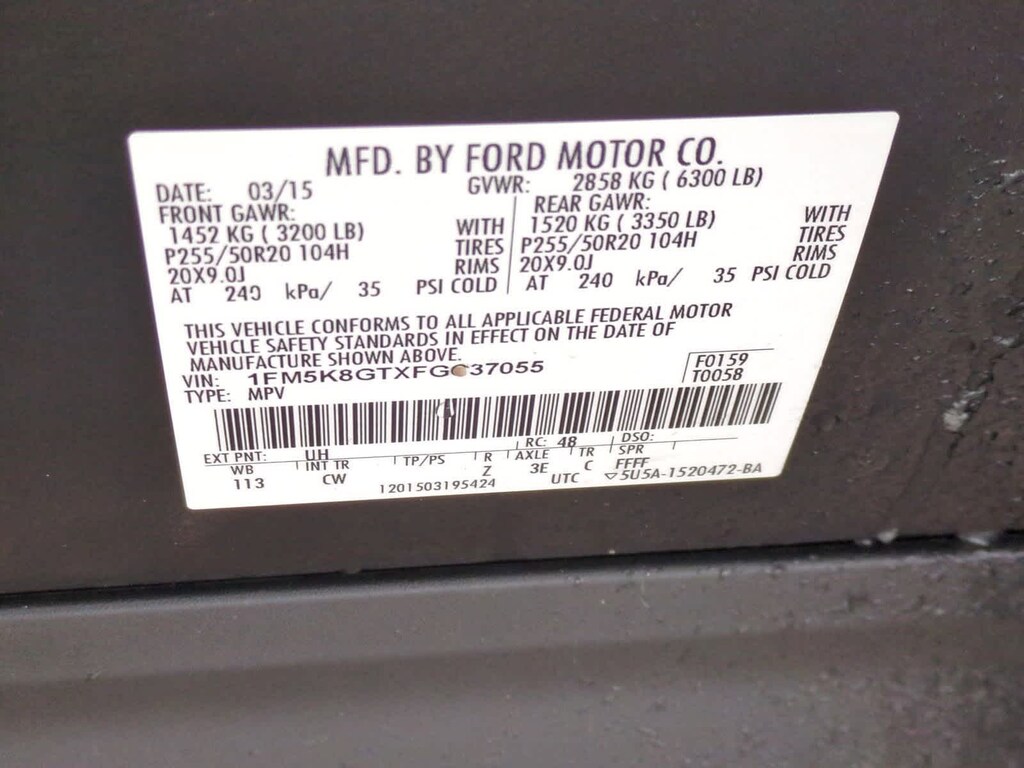 MFD. BY FORD MOTOR CO.
DATE: 03/15 GVWR: 2858 KG ( 6300 LB)
FRONT GAWR:
1452 KG ( 3200 LB) WITH
P255/50R20 104H TIRES
20X9.0J RIMS
AT 240 kPa/ 35 PSI COLD
REAR GAWR:
1520 KG ( 3350 LB) WITH
P255/50R20 104H TIRES
20X9.0J RIMS
AT 240 kPa/ 35 PSI COLD
THIS VEHICLE CONFORMS TO ALL APPLICABLE FEDERAL MOTOR
VEHICLE SAFETY STANDARDS IN EFFECT ON THE DATE OF
MANUFACTURE SHOWN ABOVE.
VIN: 1FM5K8GTXFGC37055
TYPE: MPV
F0159
T0058
EXT PNT: UH RC: 48 DSO:
WB INT TR TP/PS R AXLE TR SPR
113 CW Z 3E C FFFF
1201503195424 UTC ▽5U5A-1520472-BA